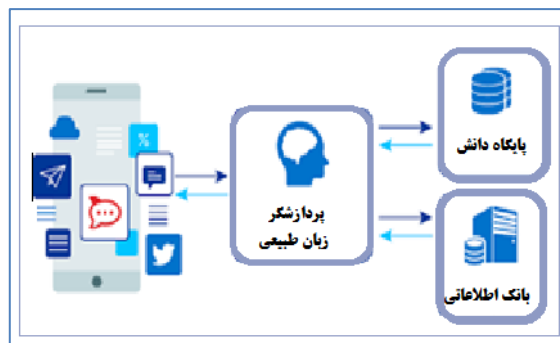 %
پایگاه دانش
پردازشگر
زبان طبیعی
بانک اطلاعاتی